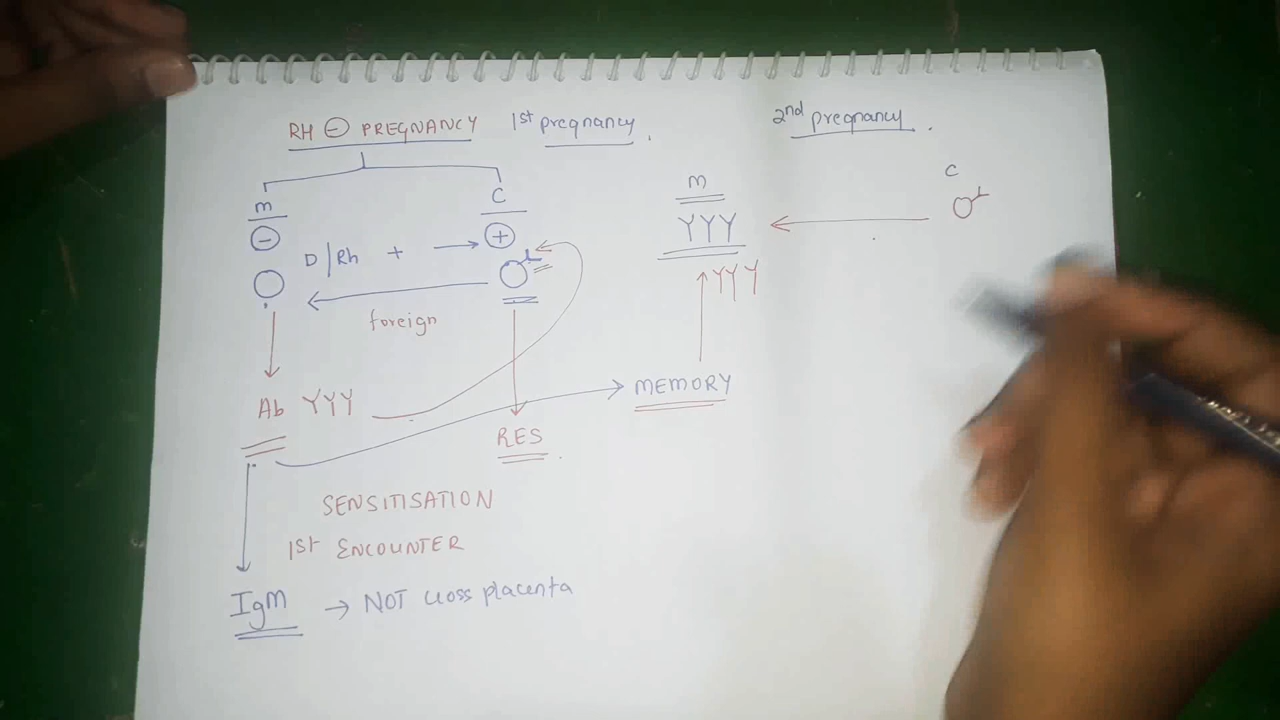 RH ⊖ PREGNANCY 1st pregnancy.
2nd pregnancy.
m
C
⊖
⊕
D/Rh +
foreign
Ab YYY
RES
SENSITISATION
1st ENCOUNTER
IgM → NOT cross placenta
m
YYY
YYY
MEMORY
C